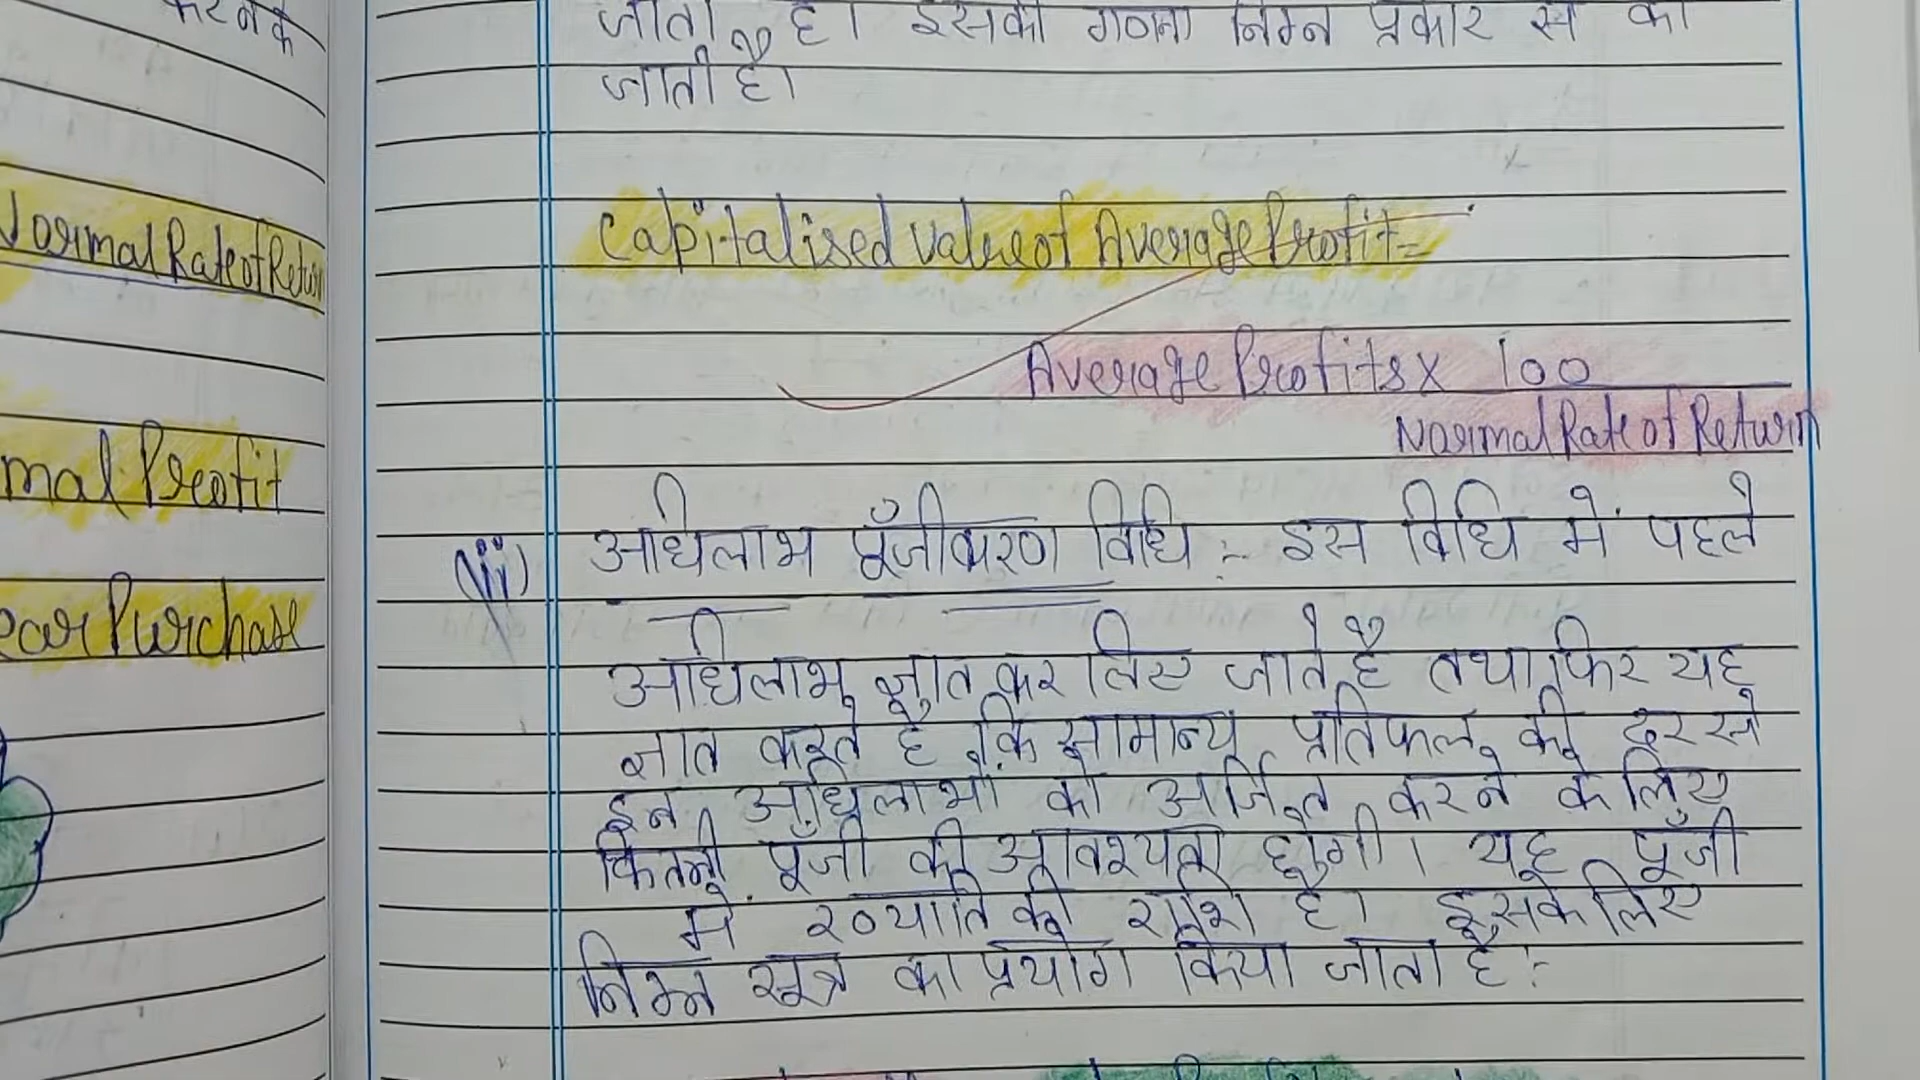 करने के
Normal Rate of Return
mal Profit
ear Purchase
जाता है। इसकी गणना निम्न प्रकार से की
जाती है।
Capitalised value of Average Profit =
Average Profits x 100
Normal Rate of Return
(ii) अधिलाभ पूँजीकरण विधि :- इस विधि में पहले
अधिलाभ ज्ञात कर लिए जाते है तथा फिर यह
ज्ञात करते है कि सामान्य प्रतिफल की दर से
इन अधिलाभों को अर्जित करने के लिए
कितनी पूँजी की आवश्यता होगी। यह पूँजी
में ख्याति की राशि है। इसके लिए
निम्न सूत्र का प्रयोग किया जाता है :-